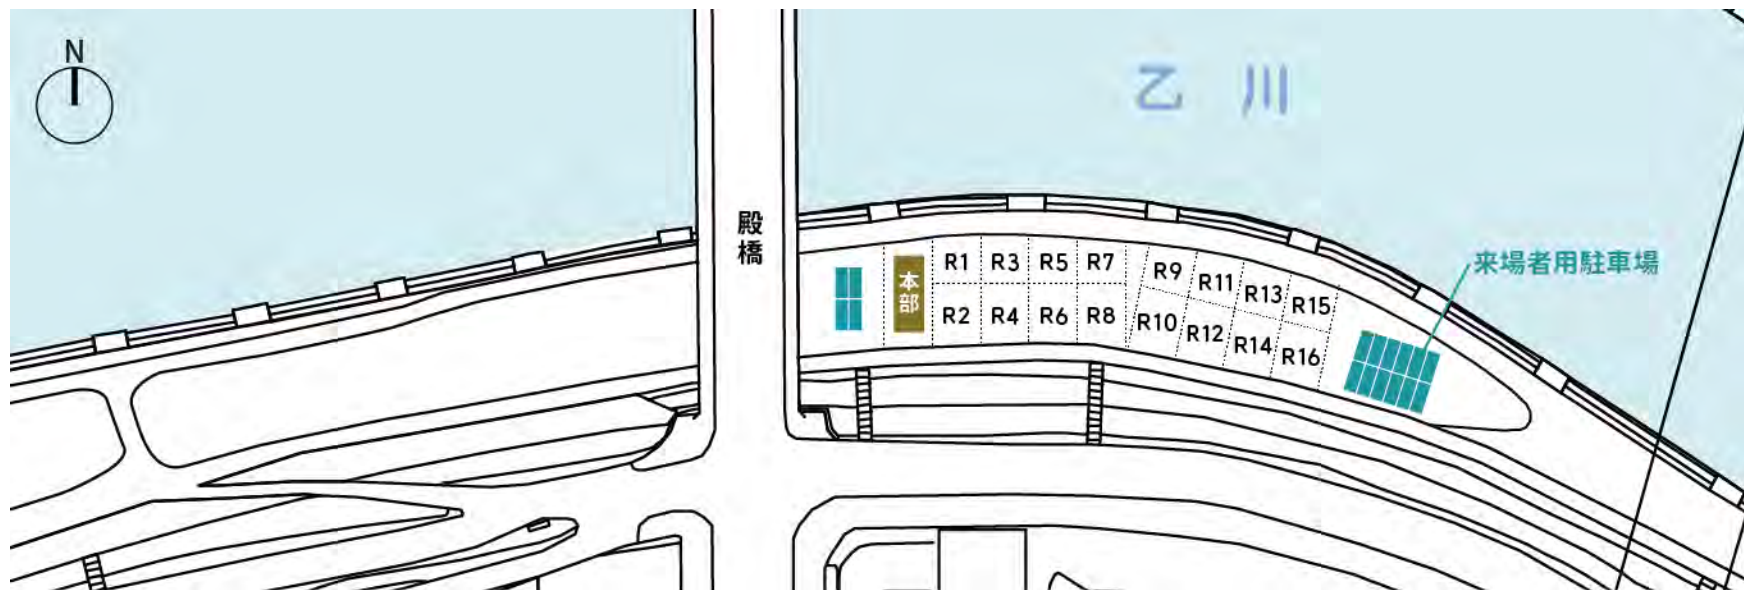 N
乙川
殿橋
来場者用駐車場
本部
R1 R3 R5 R7
R2 R4 R6 R8
R9 R11 R13 R15
R10 R12 R14 R16